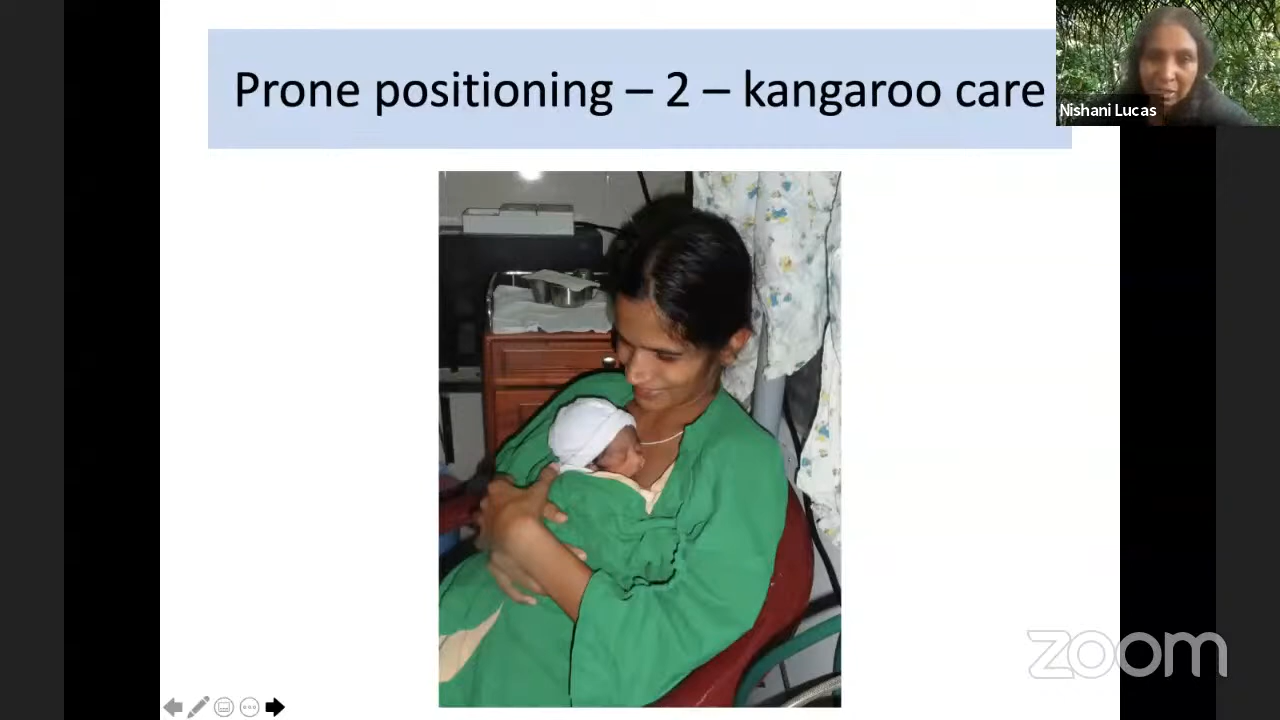 Prone positioning – 2 – kangaroo care
Nishani Lucas
zoom